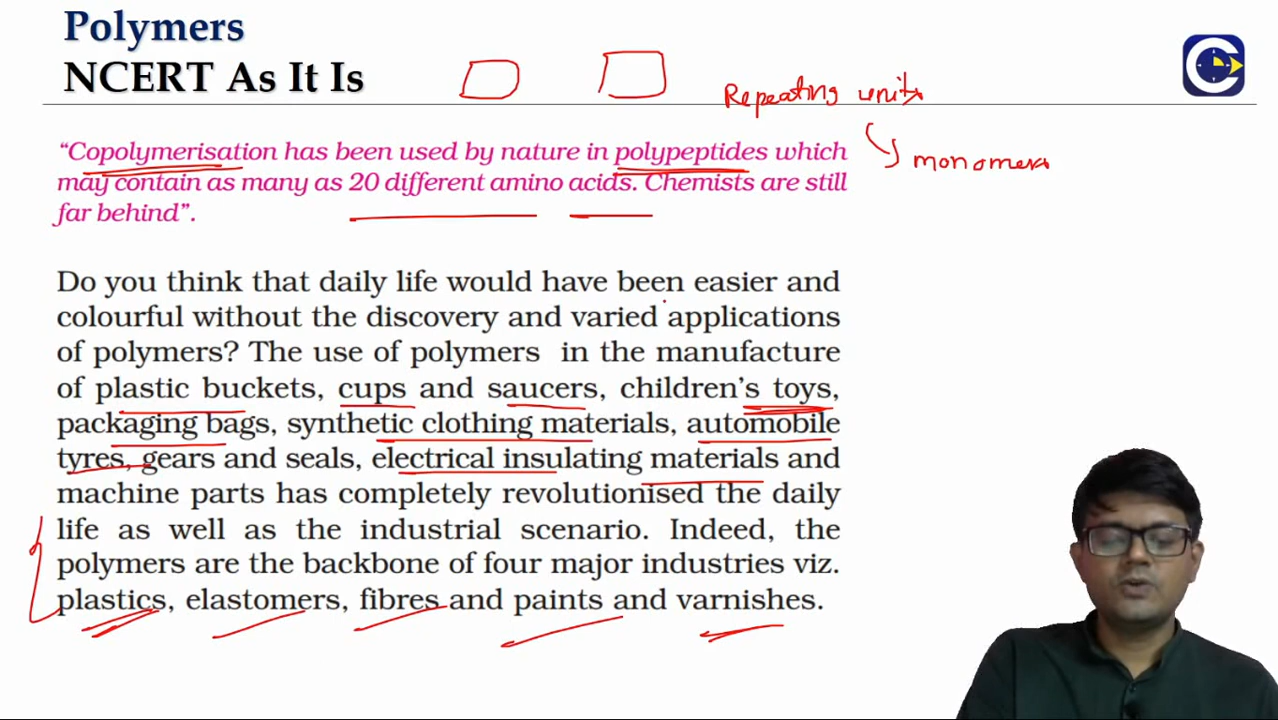 Polymers
NCERT As It Is
Repeating units
monomers
“Copolymerisation has been used by nature in polypeptides which
may contain as many as 20 different amino acids. Chemists are still
far behind”.
Do you think that daily life would have been easier and
colourful without the discovery and varied applications
of polymers? The use of polymers in the manufacture
of plastic buckets, cups and saucers, children’s toys,
packaging bags, synthetic clothing materials, automobile
tyres, gears and seals, electrical insulating materials and
machine parts has completely revolutionised the daily
life as well as the industrial scenario. Indeed, the
polymers are the backbone of four major industries viz.
plastics, elastomers, fibres and paints and varnishes.